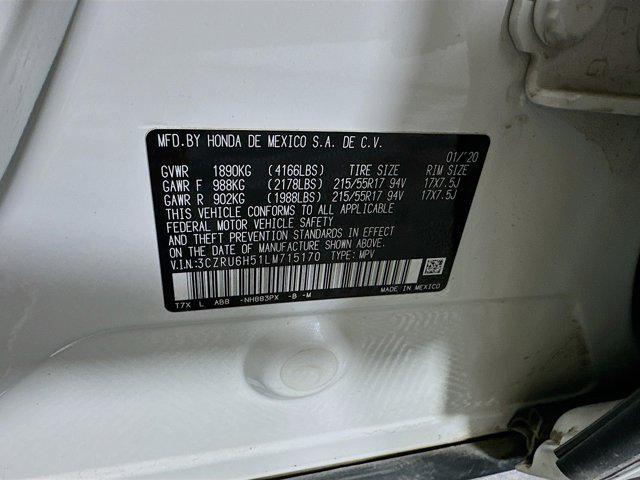 MFD.BY HONDA DE MEXICO S.A. DE C.V.
01/'20
GVWR 1890KG (4166LBS) TIRE SIZE RIM SIZE
GAWR F 988KG (2178LBS) 215/55R17 94V 17X7.5J
GAWR R 902KG (1988LBS) 215/55R17 94V 17X7.5J
THIS VEHICLE CONFORMS TO ALL APPLICABLE
FEDERAL MOTOR VEHICLE SAFETY
AND THEFT PREVENTION STANDARDS IN EFFECT
ON THE DATE OF MANUFACTURE SHOWN ABOVE.
V.I.N:3CZRU6H51LM715170 TYPE: MPV
T7X L AB8 -NH883PX -B -M MADE IN MEXICO